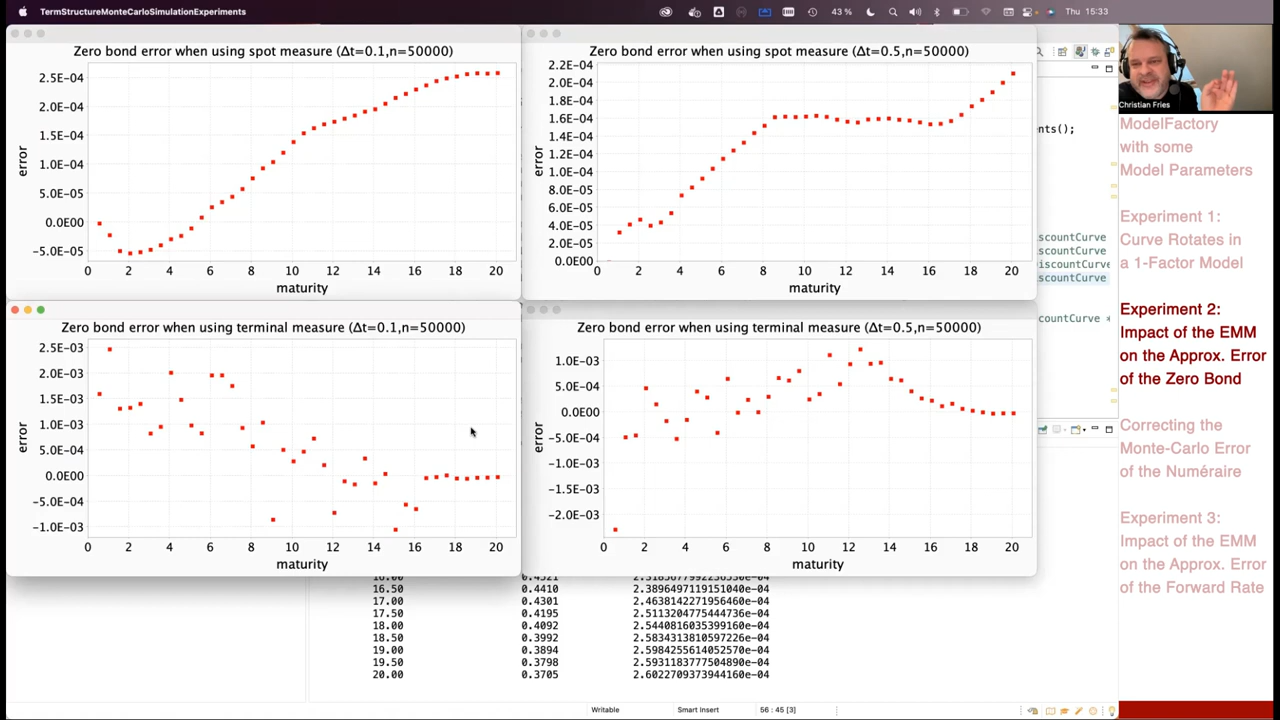 TermStructureMonteCarloSimulationExperiments
43 %
Thu 15:33
Zero bond error when using spot measure (Δt=0.1,n=50000)
2.5E-04
2.0E-04
1.5E-04
1.0E-04
5.0E-05
0.0E00
-5.0E-05
error
0 2 4 6 8 10 12 14 16 18 20
maturity
Zero bond error when using spot measure (Δt=0.5,n=50000)
2.2E-04
2.0E-04
1.8E-04
1.6E-04
1.4E-04
1.2E-04
1.0E-04
8.0E-05
6.0E-05
4.0E-05
2.0E-05
0.0E00
error
0 2 4 6 8 10 12 14 16 18 20
maturity
Zero bond error when using terminal measure (Δt=0.1,n=50000)
2.5E-03
2.0E-03
1.5E-03
1.0E-03
5.0E-04
0.0E00
-5.0E-04
-1.0E-03
error
0 2 4 6 8 10 12 14 16 18 20
maturity
Zero bond error when using terminal measure (Δt=0.5,n=50000)
1.0E-03
5.0E-04
0.0E00
-5.0E-04
-1.0E-03
-1.5E-03
-2.0E-03
error
0 2 4 6 8 10 12 14 16 18 20
maturity
ents();
iscountCurve
iscountCurve
iscountCurve
iscountCurve
scountCurve *
16.50 0.4410 2.3896497119151040e-04
17.00 0.4301 2.4638142271956460e-04
17.50 0.4195 2.5113204775444736e-04
18.00 0.4092 2.5440816035399160e-04
18.50 0.3992 2.5834313810597226e-04
19.00 0.3894 2.5984255614052570e-04
19.50 0.3798 2.5931183777504890e-04
20.00 0.3705 2.6022709373944160e-04
Writable
Smart Insert
56 : 45 [3]
Christian Fries
ModelFactory
with some
Model Parameters
Experiment 1:
Curve Rotates in
a 1-Factor Model
Experiment 2:
Impact of the EMM
on the Approx. Error
of the Zero Bond
Correcting the
Monte-Carlo Error
of the Numéraire
Experiment 3:
Impact of the EMM
on the Approx. Error
of the Forward Rate